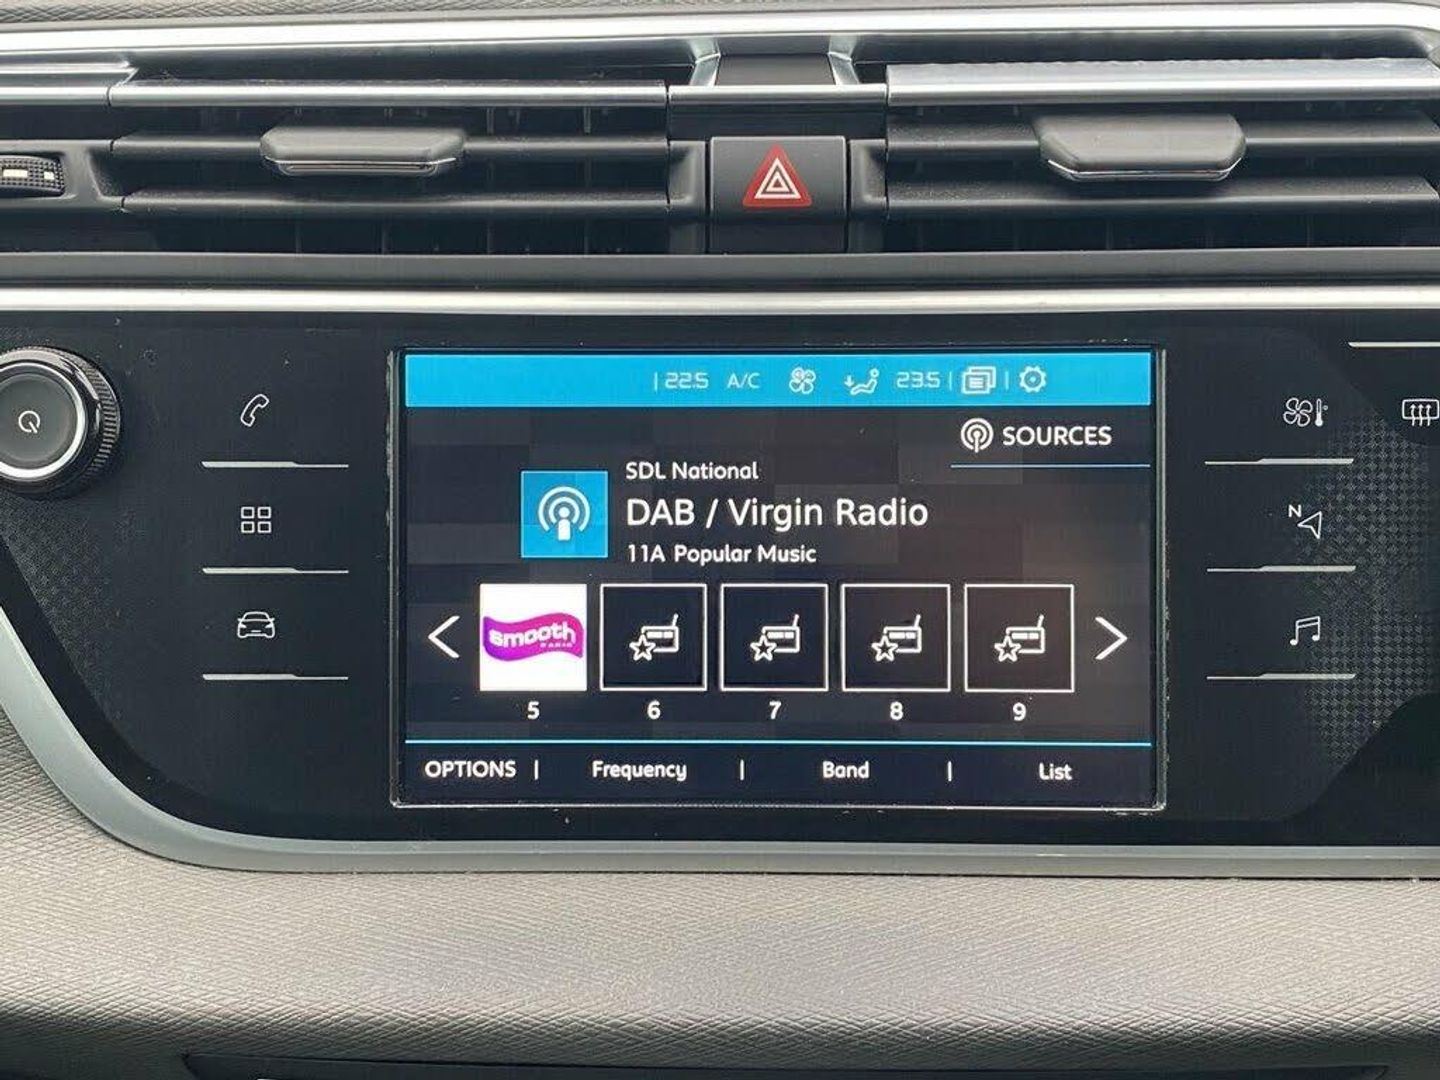 22.5 A/C 23.5
SOURCES
SDL National
DAB / Virgin Radio
11A Popular Music
smooth
RADIO
5 6 7 8 9
OPTIONS | Frequency | Band | List
N